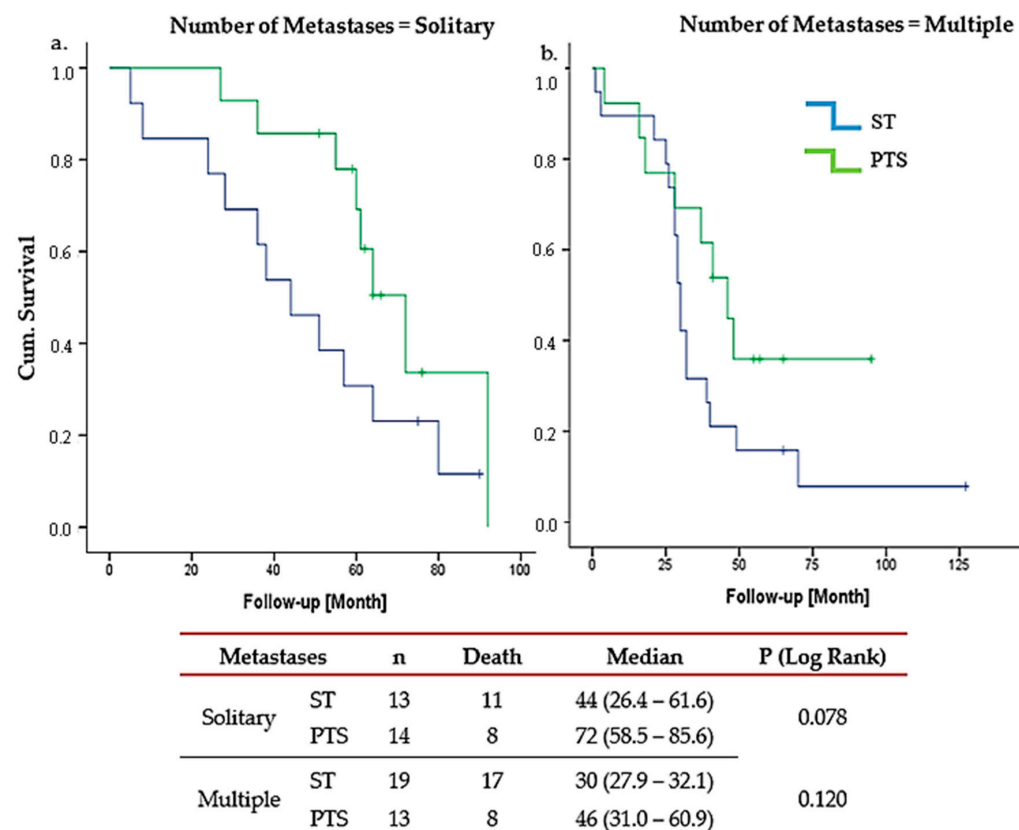 Number of Metastases = Solitary
Number of Metastases = Multiple
a.
b.
ST
PTS
Cum. Survival
1.0
0.8
0.6
0.4
0.2
0.0
0 20 40 60 80 100
Follow-up [Month]
1.0
0.8
0.6
0.4
0.2
0.0
0 25 50 75 100 125
Follow-up [Month]
Metastases n Death Median P (Log Rank)
Solitary ST 13 11 44 (26.4 – 61.6) 0.078
PTS 14 8 72 (58.5 – 85.6)
Multiple ST 19 17 30 (27.9 – 32.1) 0.120
PTS 13 8 46 (31.0 – 60.9)